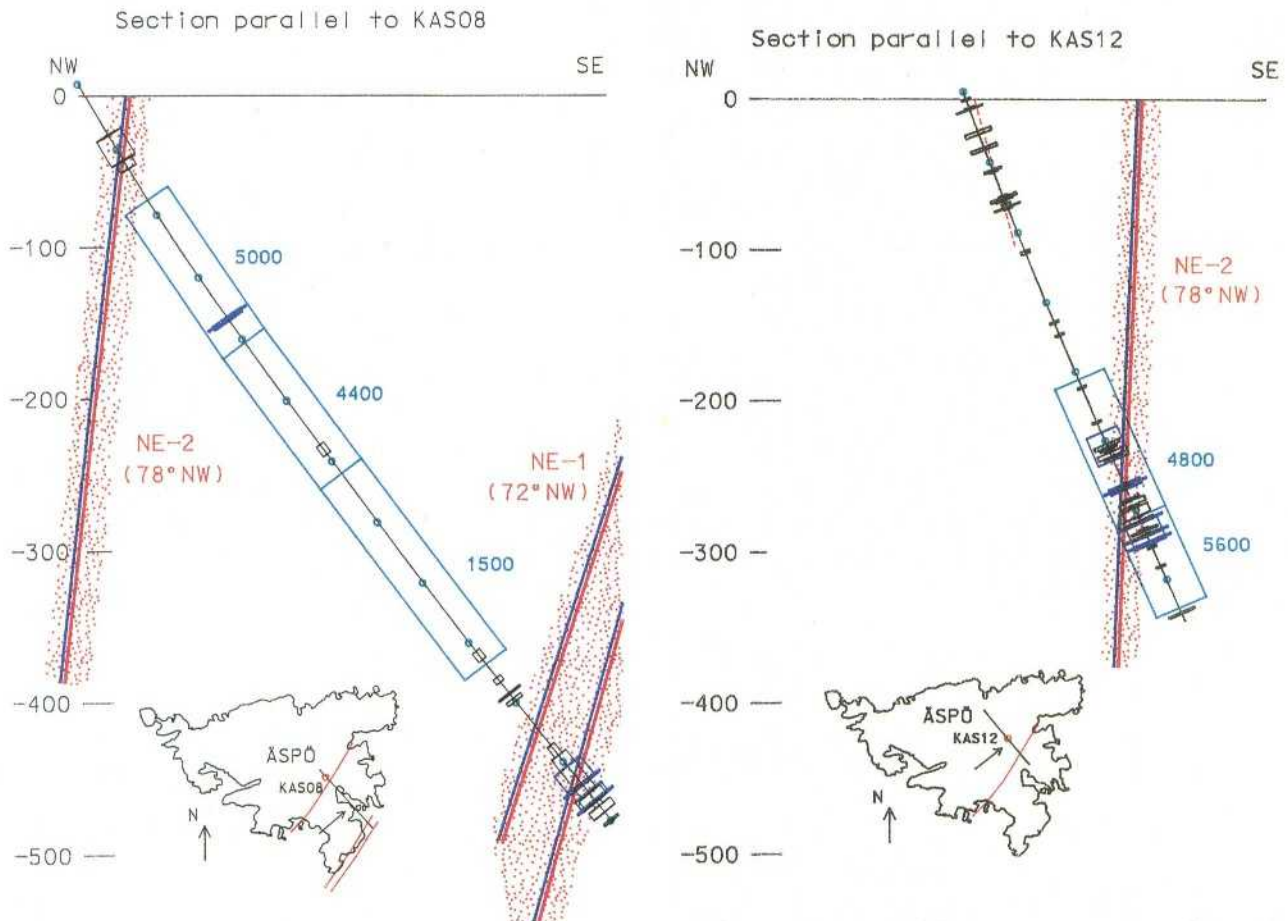 Section parallel to KAS08
NW
SE
0
-100
-200
-300
-400
-500
5000
4400
1500
NE-2
(78°NW)
NE-1
(72°NW)
ÄSPÖ
KAS08
N
Section parallel to KAS12
NW
SE
0
-100
-200
-300
-400
-500
NE-2
(78°NW)
4800
5600
ÄSPÖ
KAS12
N